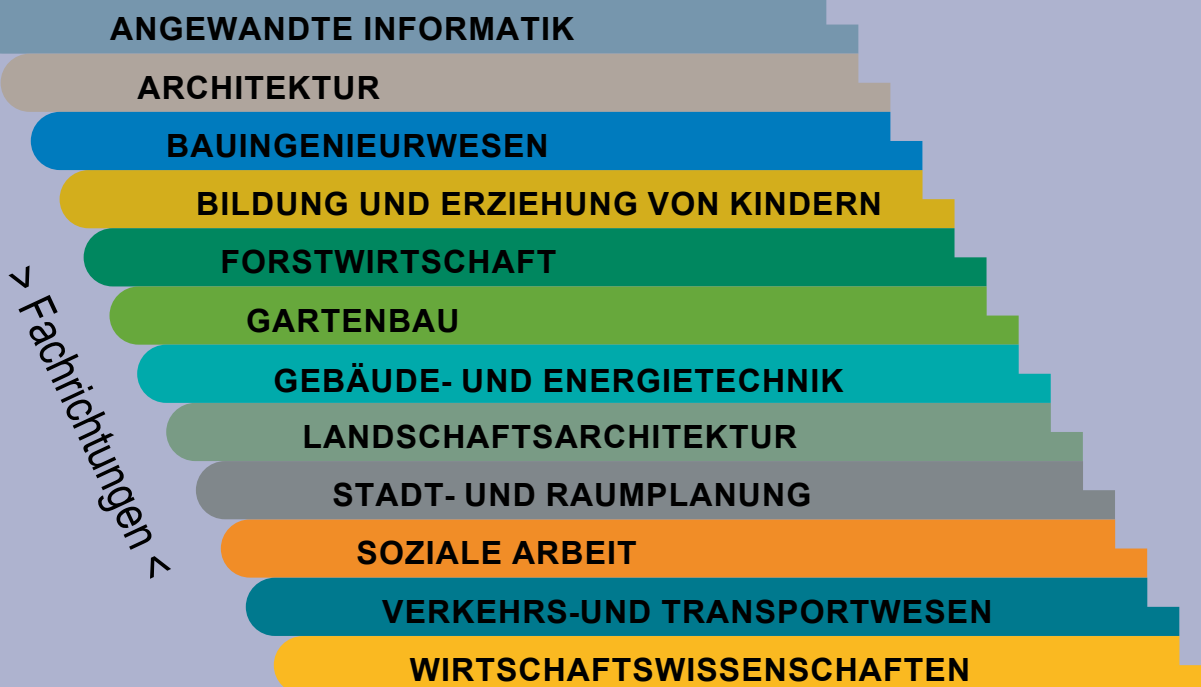 ANGEWANDTE INFORMATIK
ARCHITEKTUR
BAUINGENIEURWESEN
BILDUNG UND ERZIEHUNG VON KINDERN
FORSTWIRTSCHAFT
GARTENBAU
GEBÄUDE- UND ENERGIETECHNIK
LANDSCHAFTSARCHITEKTUR
STADT- UND RAUMPLANUNG
SOZIALE ARBEIT
VERKEHRS-UND TRANSPORTWESEN
WIRTSCHAFTSWISSENSCHAFTEN
> Fachrichtungen <